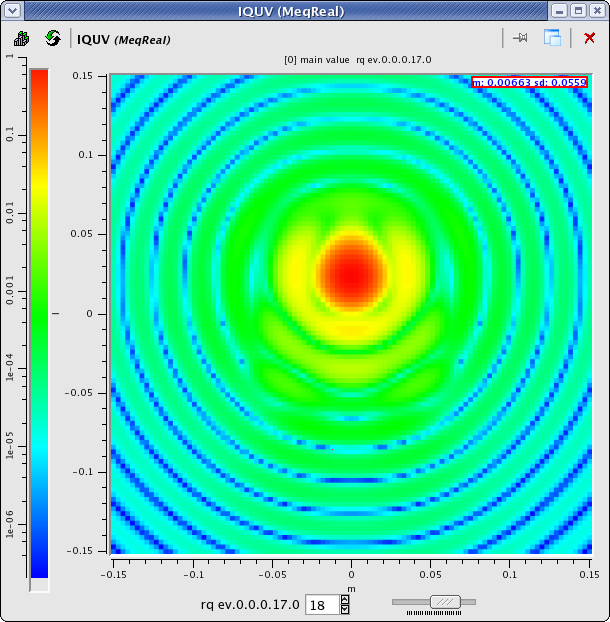 IQUV (MeqReal)
IQUV (MeqReal)
[0] main value rq ev.0.0.0.17.0
m: 0.00663 sd: 0.0559
1
0.1
0.01
0.001
1e-04
1e-05
1e-06
0.15
0.1
0.05
0
-0.05
-0.1
-0.15
-0.15 -0.1 -0.05 0 0.05 0.1 0.15
m
rq ev.0.0.0.17.0 18